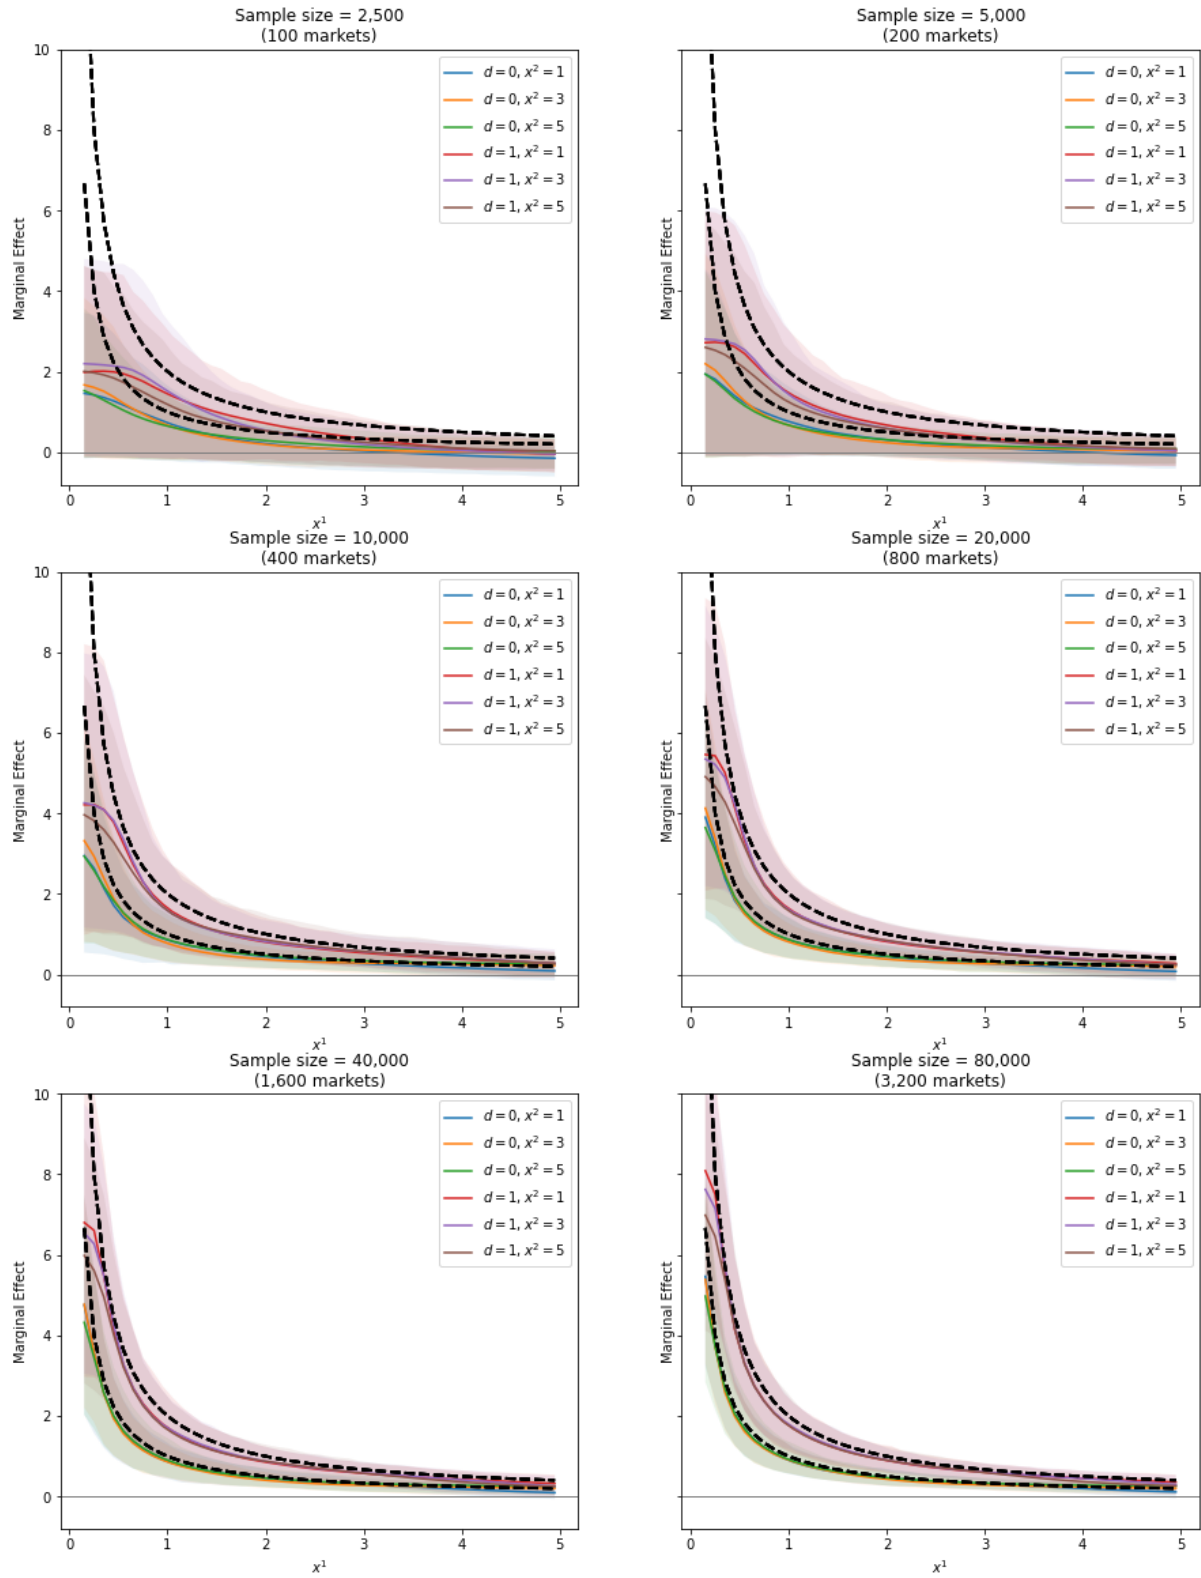 Sample size = 2,500
(100 markets)
Marginal Effect
10
8
6
4
2
0
d = 0, x² = 1
d = 0, x² = 3
d = 0, x² = 5
d = 1, x² = 1
d = 1, x² = 3
d = 1, x² = 5
0 1 2 3 4 5
x¹
Sample size = 5,000
(200 markets)
Marginal Effect
d = 0, x² = 1
d = 0, x² = 3
d = 0, x² = 5
d = 1, x² = 1
d = 1, x² = 3
d = 1, x² = 5
0 1 2 3 4 5
x¹
Sample size = 10,000
(400 markets)
Marginal Effect
10
8
6
4
2
0
d = 0, x² = 1
d = 0, x² = 3
d = 0, x² = 5
d = 1, x² = 1
d = 1, x² = 3
d = 1, x² = 5
0 1 2 3 4 5
x¹
Sample size = 20,000
(800 markets)
Marginal Effect
d = 0, x² = 1
d = 0, x² = 3
d = 0, x² = 5
d = 1, x² = 1
d = 1, x² = 3
d = 1, x² = 5
0 1 2 3 4 5
x¹
Sample size = 40,000
(1,600 markets)
Marginal Effect
10
8
6
4
2
0
d = 0, x² = 1
d = 0, x² = 3
d = 0, x² = 5
d = 1, x² = 1
d = 1, x² = 3
d = 1, x² = 5
0 1 2 3 4 5
x¹
Sample size = 80,000
(3,200 markets)
Marginal Effect
d = 0, x² = 1
d = 0, x² = 3
d = 0, x² = 5
d = 1, x² = 1
d = 1, x² = 3
d = 1, x² = 5
0 1 2 3 4 5
x¹